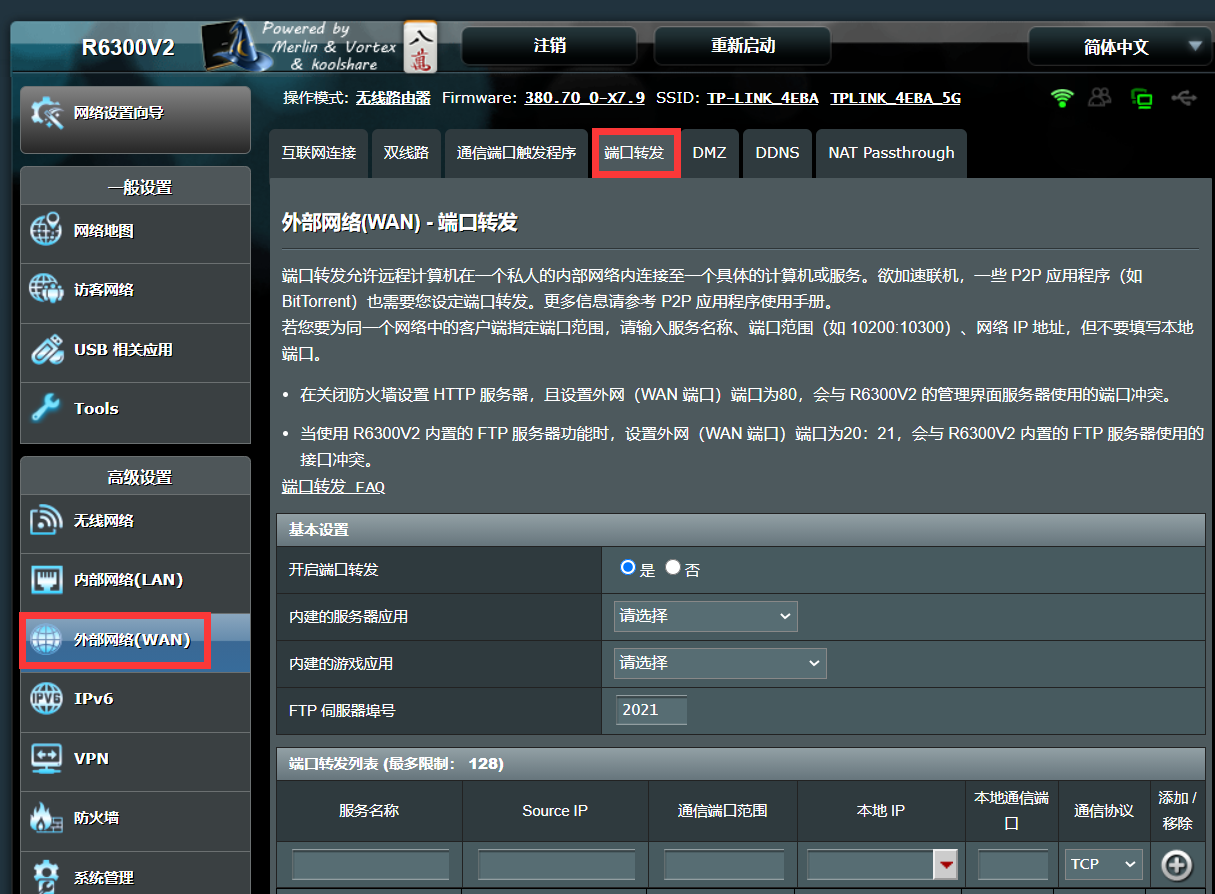 R6300V2
Powered by
Merlin & Vortex
& koolshare
八
萬
注销
重新启动
简体中文
操作模式: 无线路由器 Firmware: 380.70_0-X7.9 SSID: TP-LINK_4EBA TPLINK_4EBA_5G
网络设置向导
一般设置
网络地图
访客网络
USB 相关应用
Tools
高级设置
无线网络
内部网络(LAN)
外部网络(WAN)
IPv6
VPN
防火墙
系统管理
互联网连接
双线路
通信端口触发程序
端口转发
DMZ
DDNS
NAT Passthrough
外部网络(WAN) - 端口转发
端口转发允许远程计算机在一个私人的内部网络内连接至一个具体的计算机或服务。欲加速联机，一些 P2P 应用程序（如
BitTorrent）也需要您设定端口转发。更多信息请参考 P2P 应用程序使用手册。
若您要为同一个网络中的客户端指定端口范围，请输入服务名称、端口范围（如 10200:10300）、网络 IP 地址，但不要填写本地
端口。
• 在关闭防火墙设置 HTTP 服务器，且设置外网（WAN 端口）端口为80，会与 R6300V2 的管理界面服务器使用的端口冲突。
• 当使用 R6300V2 内置的 FTP 服务器功能时，设置外网（WAN 端口）端口为20：21，会与 R6300V2 内置的 FTP 服务器使用的
接口冲突。
端口转发 FAQ
基本设置
开启端口转发 是 否
内建的服务器应用 请选择
内建的游戏应用 请选择
FTP 伺服器埠号 2021
端口转发列表 (最多限制： 128)
服务名称
Source IP
通信端口范围
本地 IP
本地通信端
口
通信协议
添加 /
移除
TCP